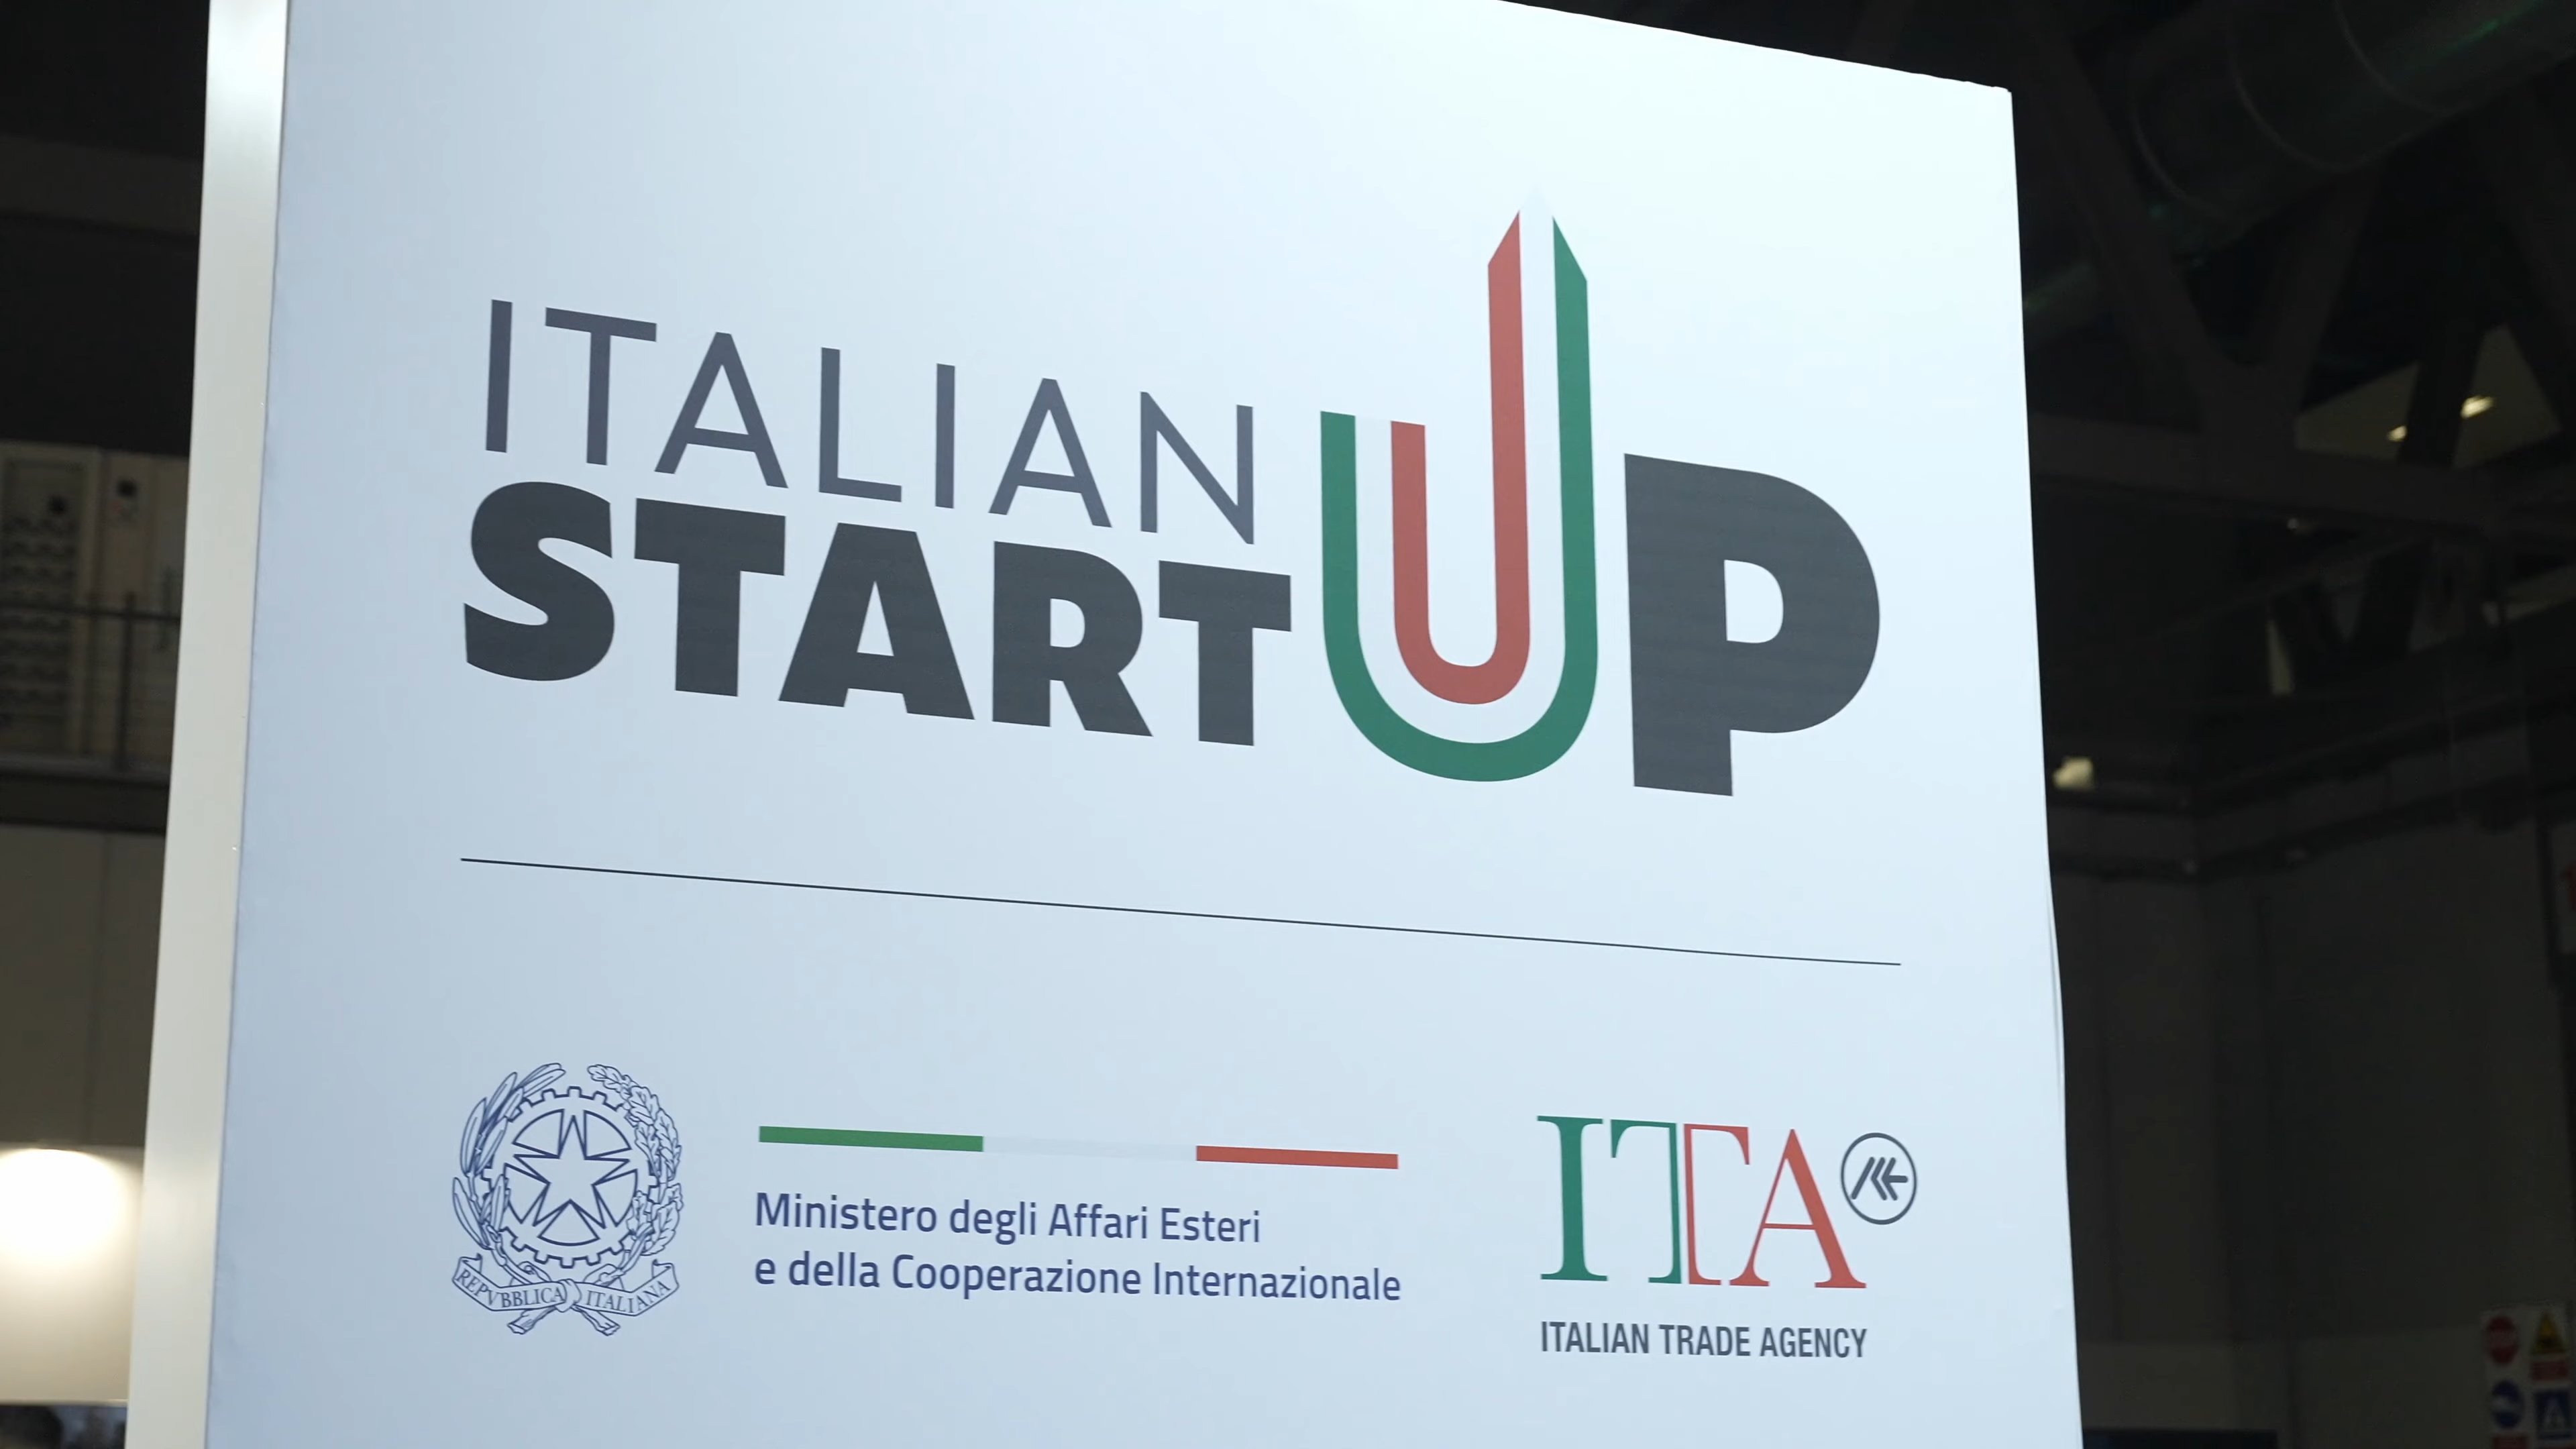 ITALIAN
STARTUP
REPVBBLICA ITALIANA
Ministero degli Affari Esteri
e della Cooperazione Internazionale
ITA
ITALIAN TRADE AGENCY